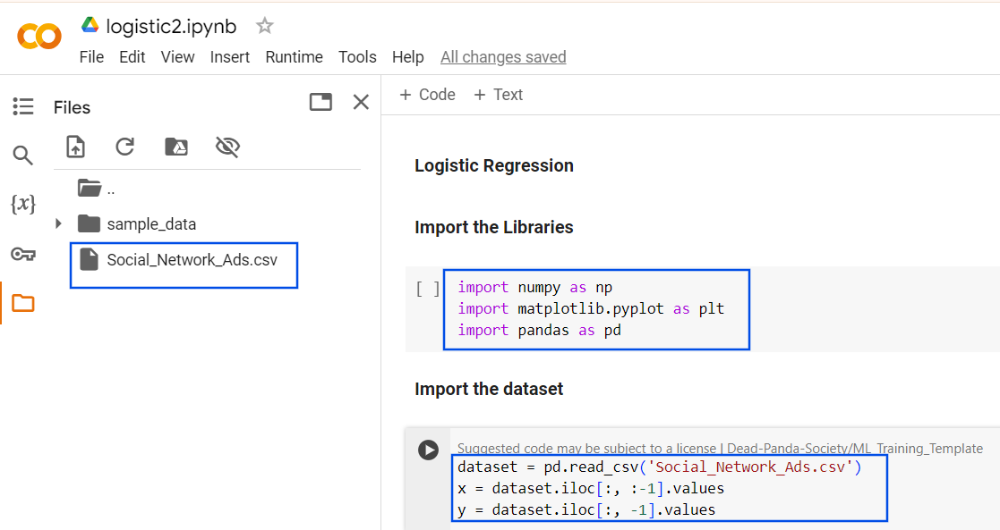 logistic2.ipynb
File Edit View Insert Runtime Tools Help All changes saved
Files
+ Code + Text
..
sample_data
Social_Network_Ads.csv
{x}
Logistic Regression
Import the Libraries
[ ]
import numpy as np
import matplotlib.pyplot as plt
import pandas as pd
Import the dataset
Suggested code may be subject to a license | Dead-Panda-Society/ML_Training_Template
dataset = pd.read_csv('Social_Network_Ads.csv')
x = dataset.iloc[:, :-1].values
y = dataset.iloc[:, -1].values